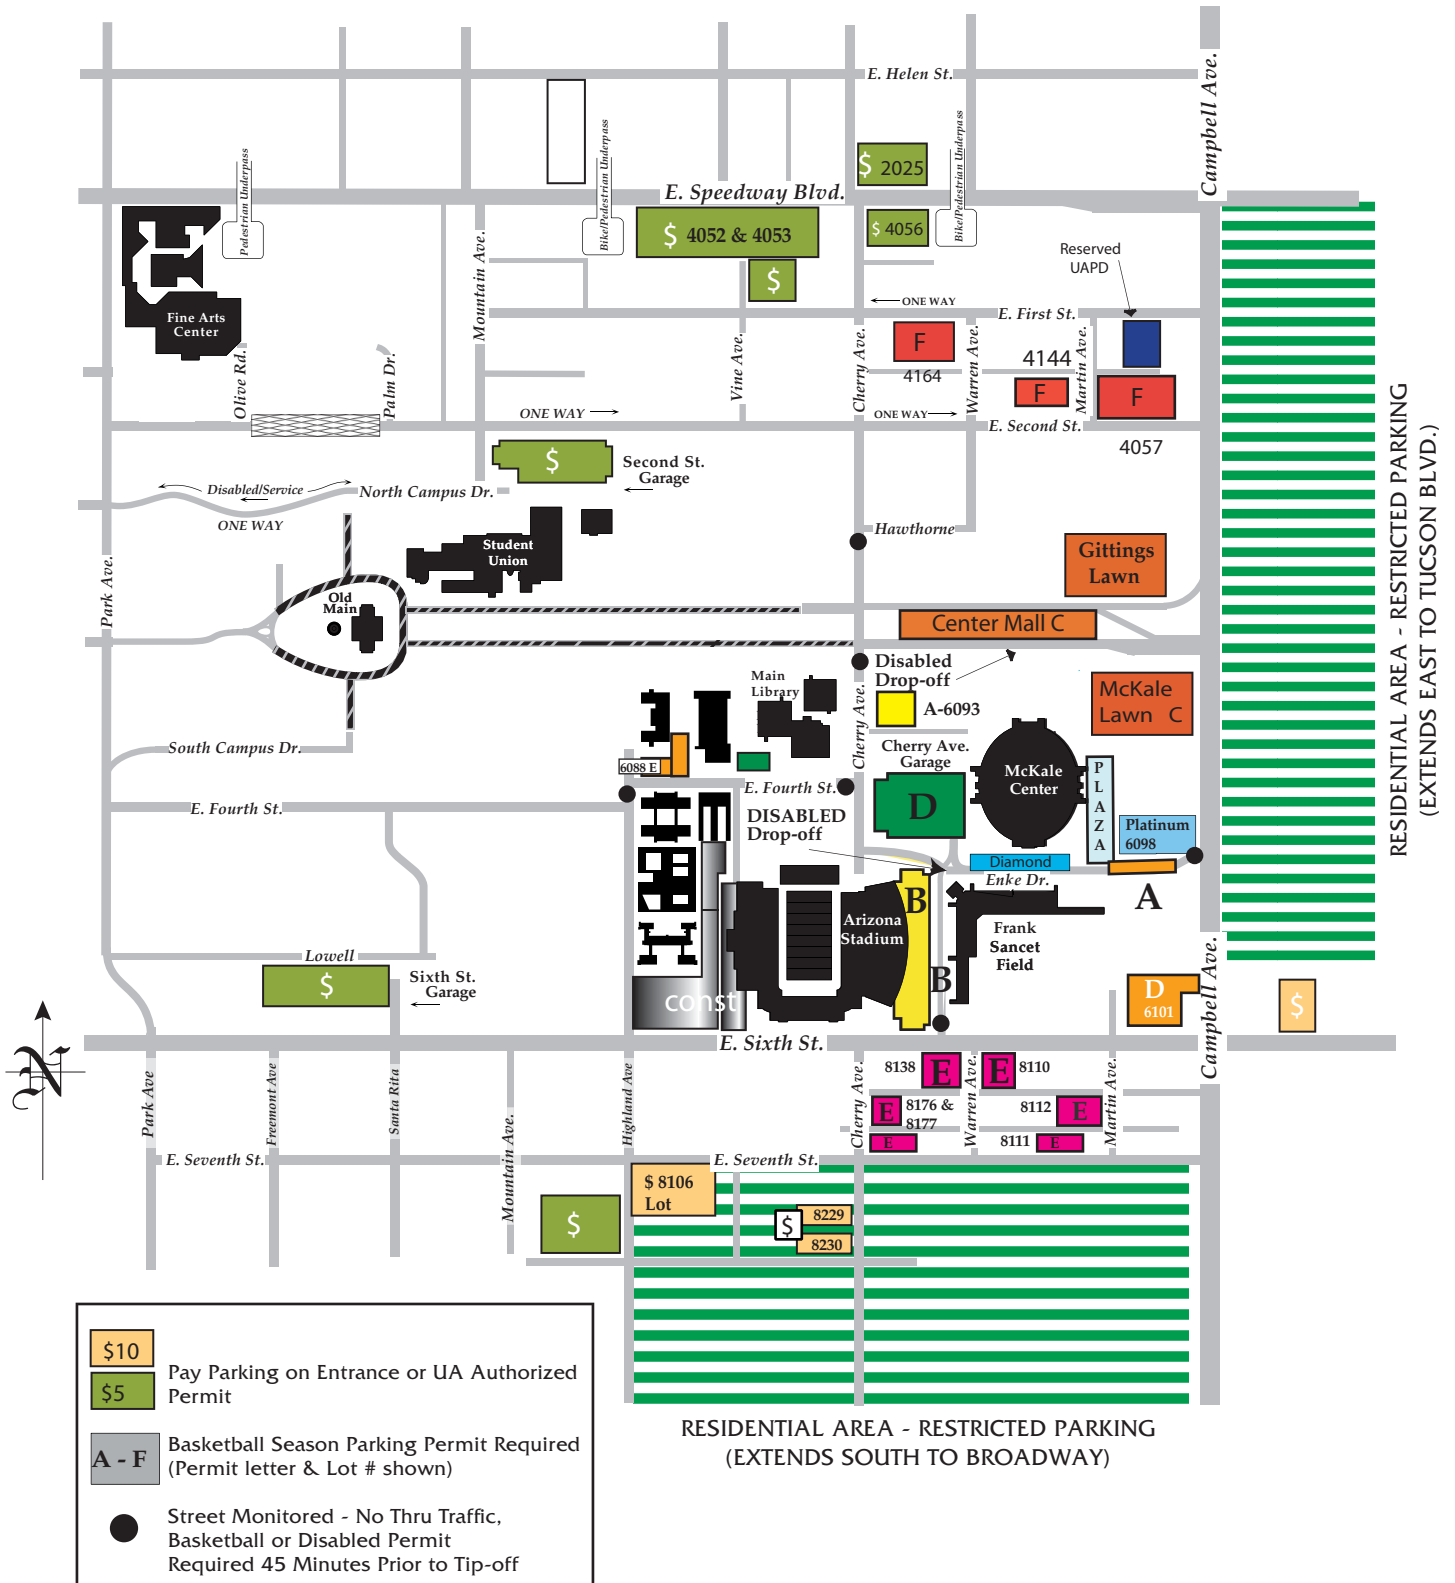 E. Helen St.
Campbell Ave.
Pedestrian Underpass
Bike/Pedestrian Underpass
Bike/Pedestrian Underpass
$ 2025
E. Speedway Blvd.
$ 4052 & 4053
$ 4056
$
Reserved
UAPD
Mountain Ave.
ONE WAY
E. First St.
Fine Arts
Center
Olive Rd.
Palm Dr.
Vine Ave.
Cherry Ave.
Warren Ave.
Martin Ave.
F
4164
4144
F
F
4057
ONE WAY
ONE WAY
E. Second St.
$
Second St.
Garage
Disabled/Service
North Campus Dr.
ONE WAY
Hawthorne
Student
Union
Gittings
Lawn
Park Ave.
Old
Main
Center Mall C
Disabled
Drop-off
Main
Library
A-6093
McKale
Lawn C
Cherry Ave.
South Campus Dr.
Cherry Ave.
Garage
6088 E
McKale
Center
PLAZA
E. Fourth St.
E. Fourth St.
D
DISABLED
Drop-off
Platinum
6098
Diamond
Enke Dr.
A
B
Arizona
Stadium
Frank
Sancet
Field
B
Lowell
$
Sixth St.
Garage
const
D
6101
$
Campbell Ave.
RESIDENTIAL AREA - RESTRICTED PARKING
(EXTENDS EAST TO TUCSON BLVD.)
N
E. Sixth St.
Park Ave
Freemont Ave
Santa Rita
Mountain Ave.
Highland Ave
Cherry Ave.
Warren Ave.
Martin Ave.
8138
E
E
8110
E
8176 &
8177
8112
E
E
8111
E
E. Seventh St.
E. Seventh St.
$ 8106
Lot
$
$
8229
8230
$10
$5
Pay Parking on Entrance or UA Authorized
Permit
A - F
Basketball Season Parking Permit Required
(Permit letter & Lot # shown)
Street Monitored - No Thru Traffic,
Basketball or Disabled Permit
Required 45 Minutes Prior to Tip-off
RESIDENTIAL AREA - RESTRICTED PARKING
(EXTENDS SOUTH TO BROADWAY)